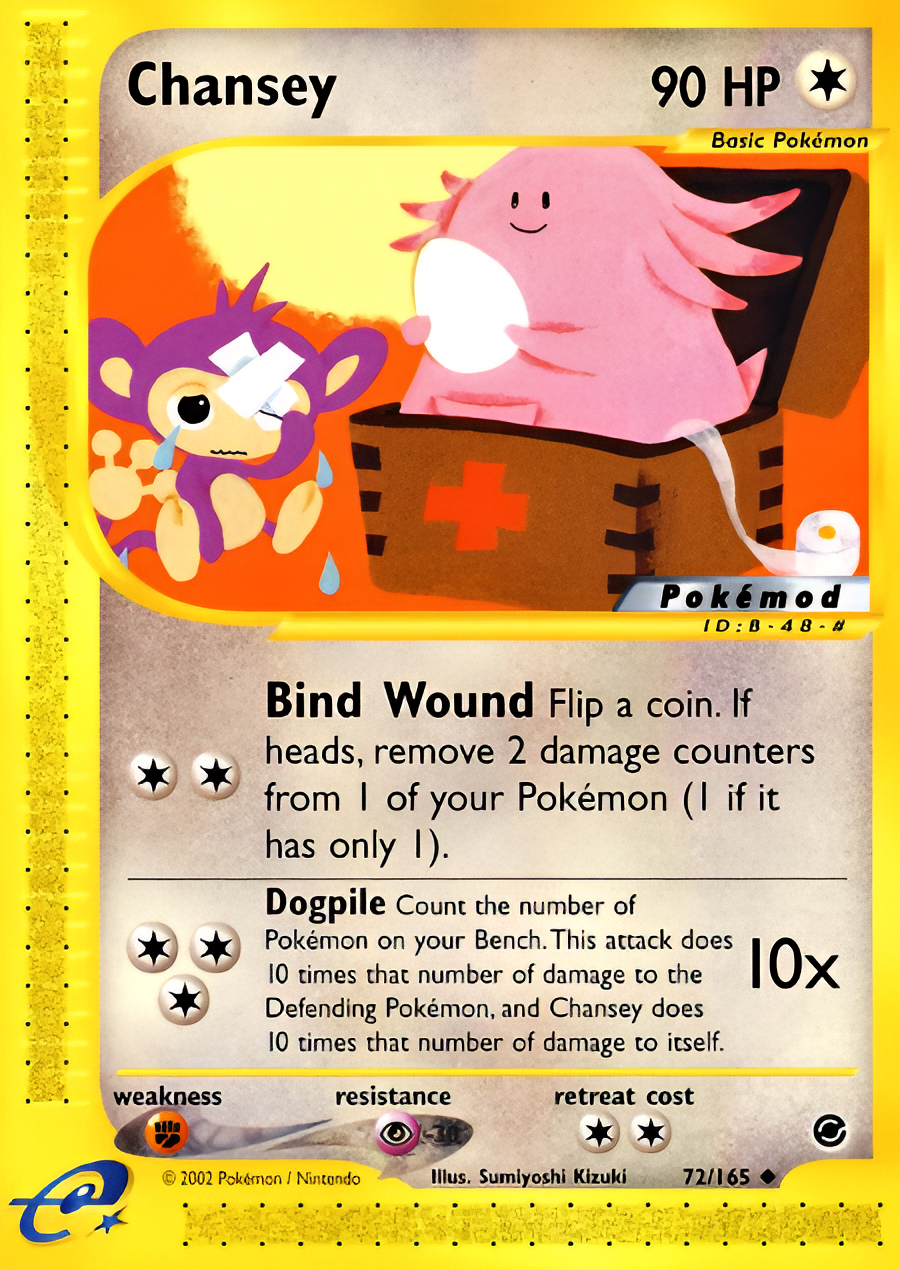 Chansey 90 HP
Basic Pokémon
Pokémod
ID:B-48-#
Bind Wound Flip a coin. If
heads, remove 2 damage counters
from 1 of your Pokémon (1 if it
has only 1).
Dogpile Count the number of
Pokémon on your Bench. This attack does
10 times that number of damage to the
Defending Pokémon, and Chansey does
10 times that number of damage to itself.
10x
weakness resistance retreat cost
-30
© 2002 Pokémon / Nintendo Illus. Sumiyoshi Kizuki 72/165
e